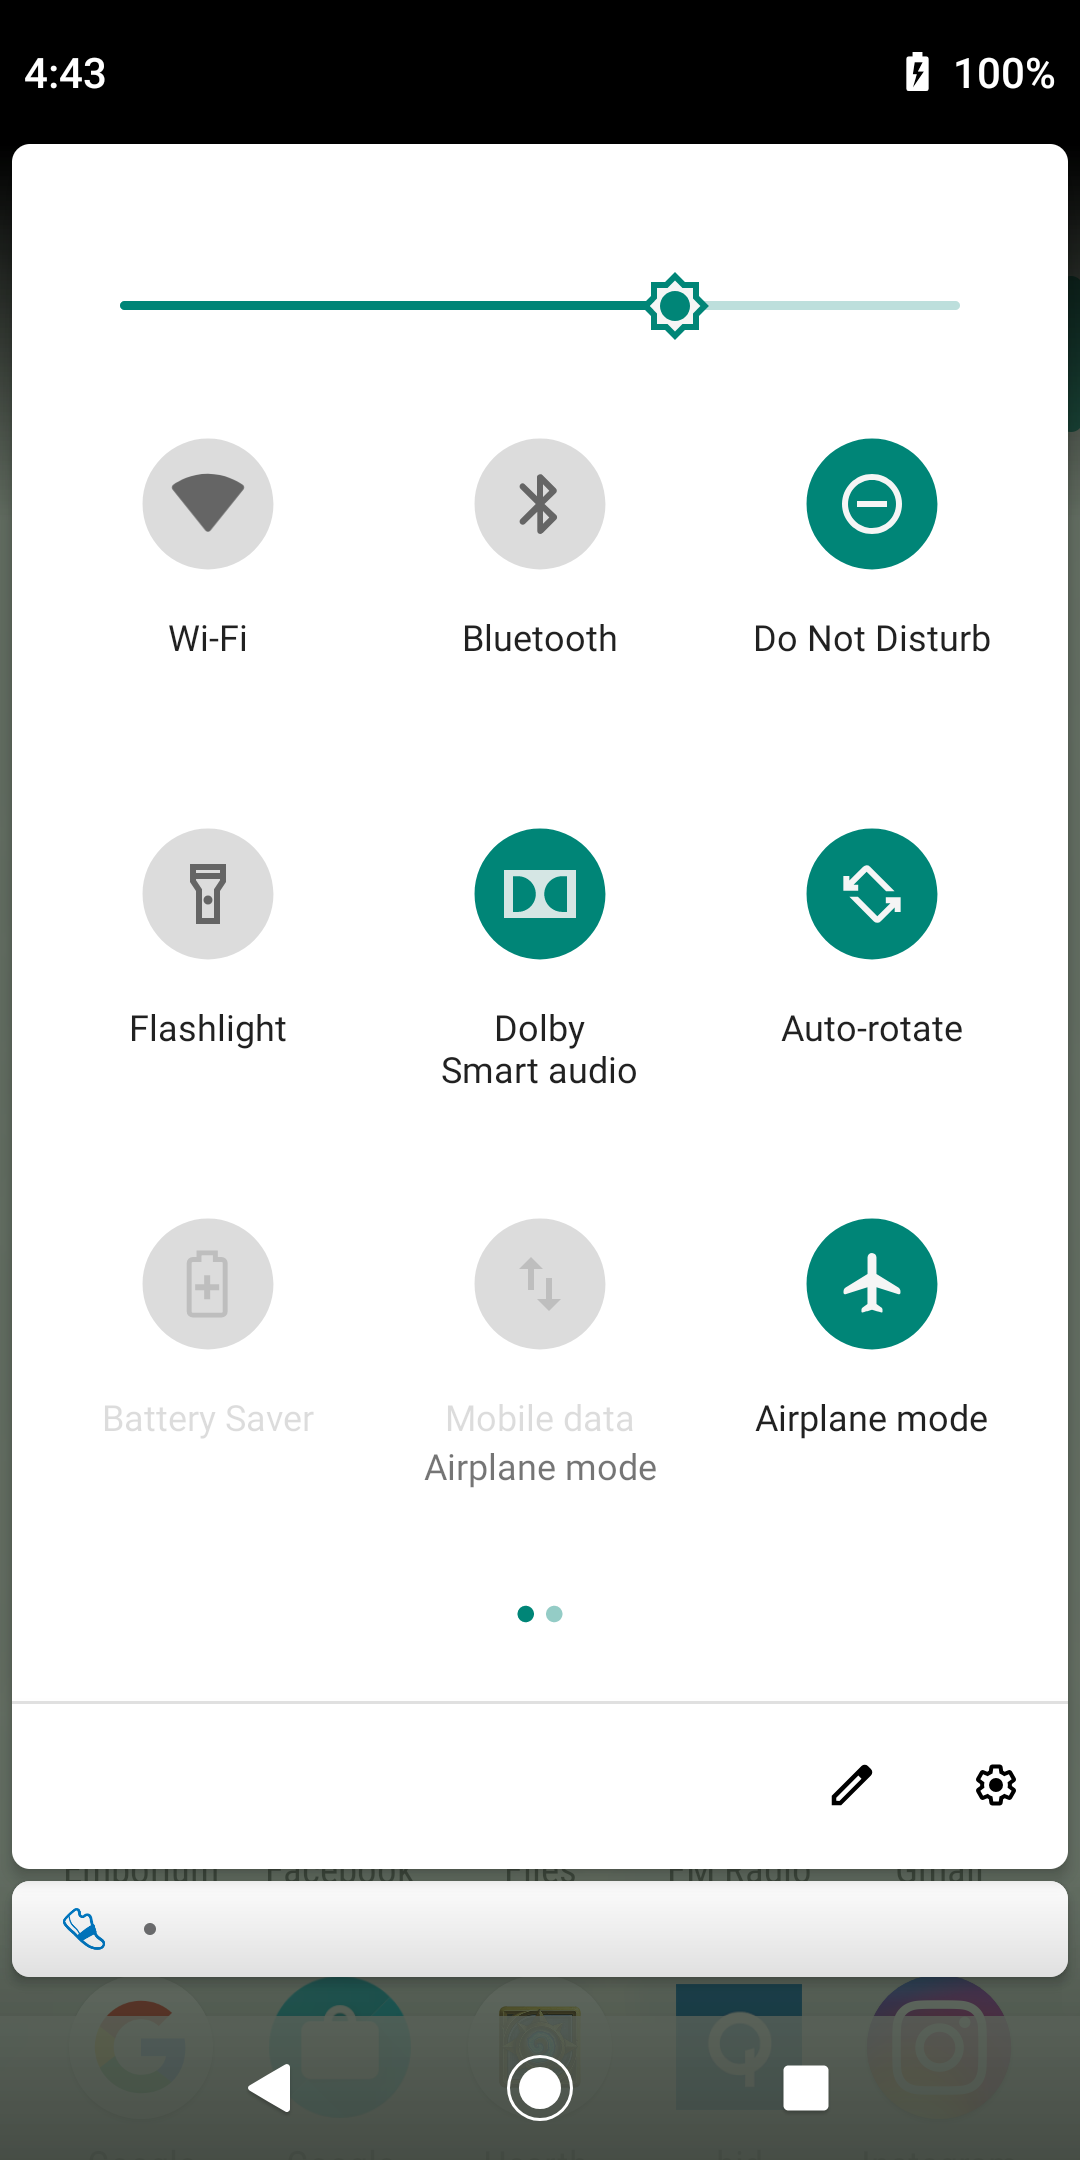 4:43
100%
Wi-Fi
Bluetooth
Do Not Disturb
Flashlight
Dolby
Smart audio
Auto-rotate
Battery Saver
Mobile data
Airplane mode
Airplane mode
Emporium
Facebook
Files
FM Radio
Gmail